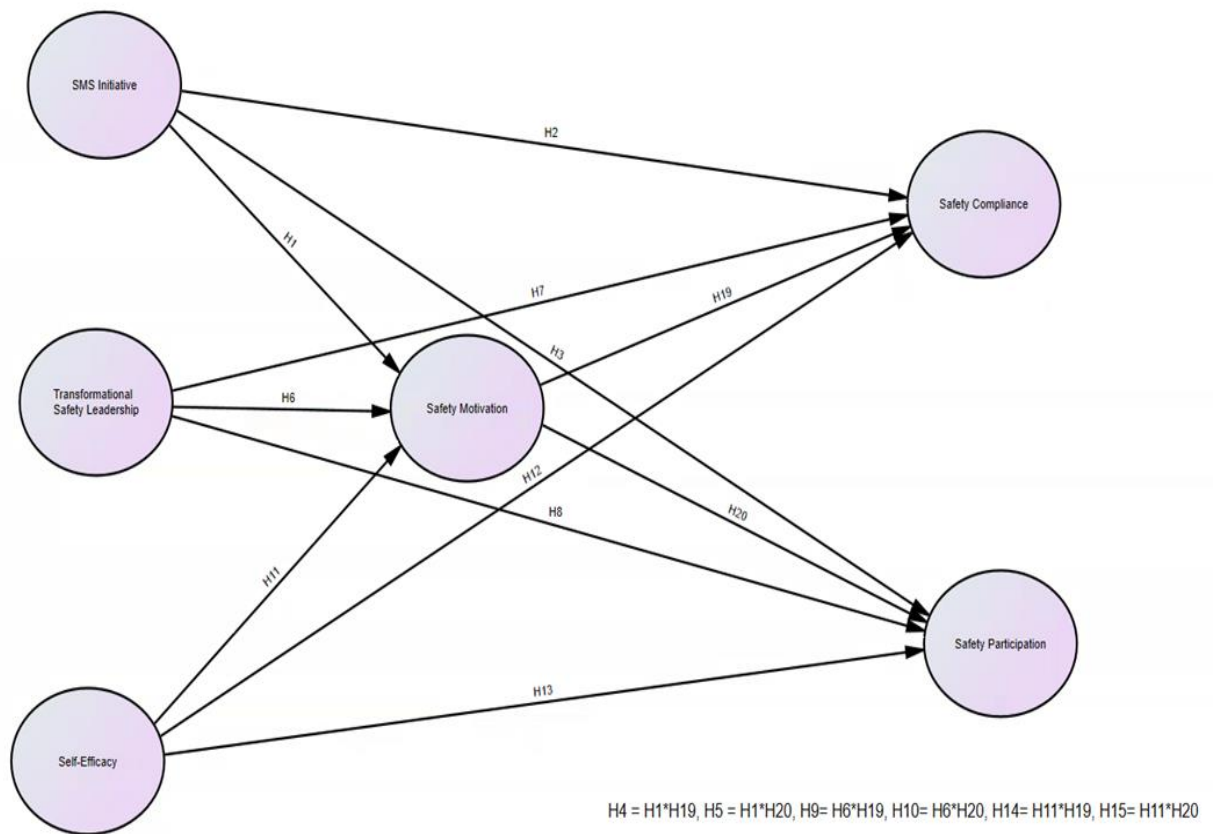 SMS Initiative
H2
Safety Compliance
H1
H7
H19
H3
Transformational
Safety Leadership
H6
Safety Motivation
H12
H8
H20
H11
Safety Participation
H13
Self-Efficacy
H4 = H1*H19, H5 = H1*H20, H9= H6*H19, H10= H6*H20, H14= H11*H19, H15= H11*H20